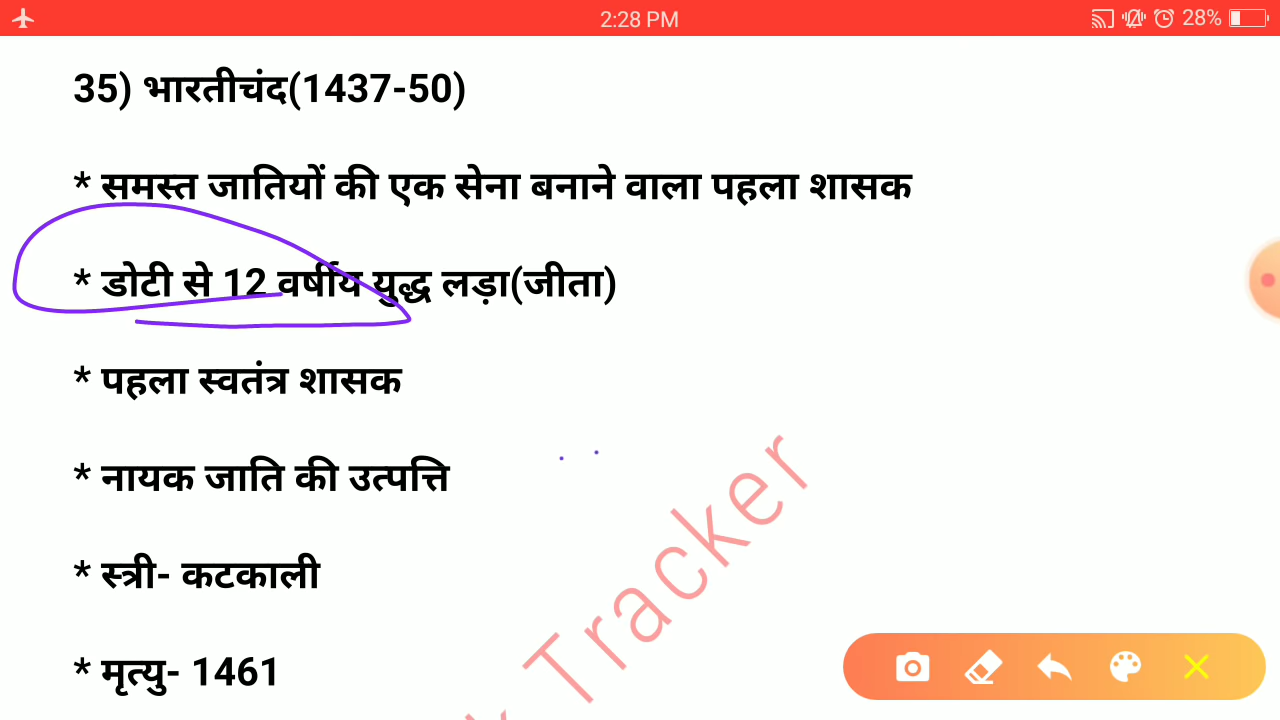 2:28 PM
28%
35) भारतीचंद(1437-50)
* समस्त जातियों की एक सेना बनाने वाला पहला शासक
* डोटी से 12 वर्षीय युद्ध लड़ा(जीता)
* पहला स्वतंत्र शासक
* नायक जाति की उत्पत्ति
* स्त्री- कटकाली
* मृत्यु- 1461
Tracker